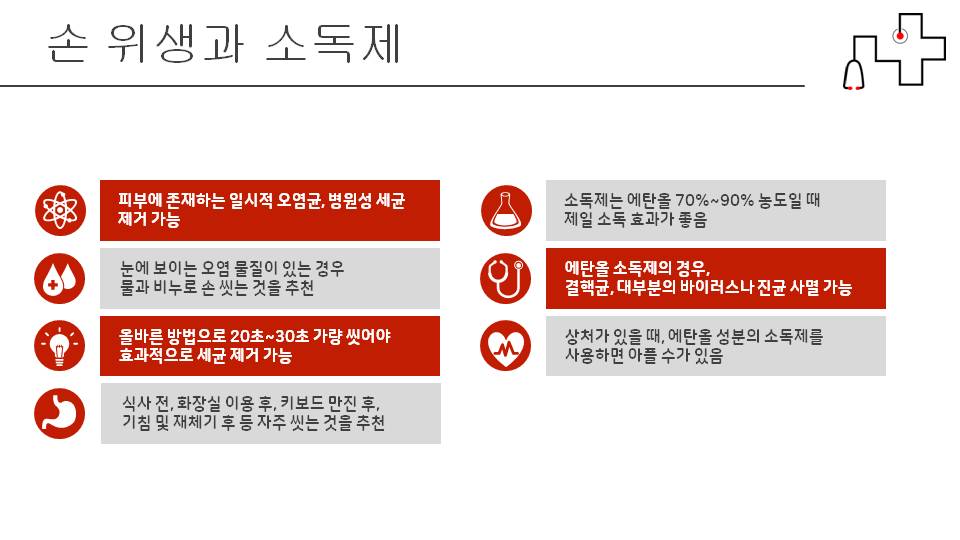 손 위생과 소독제
피부에 존재하는 일시적 오염균, 병원성 세균
제거 가능
눈에 보이는 오염 물질이 있는 경우
물과 비누로 손 씻는 것을 추천
올바른 방법으로 20초~30초 가량 씻어야
효과적으로 세균 제거 가능
식사 전, 화장실 이용 후, 키보드 만진 후,
기침 및 재체기 후 등 자주 씻는 것을 추천
소독제는 에탄올 70%~90% 농도일 때
제일 소독 효과가 좋음
에탄올 소독제의 경우,
결핵균, 대부분의 바이러스나 진균 사멸 가능
상처가 있을 때, 에탄올 성분의 소독제를
사용하면 아플 수가 있음